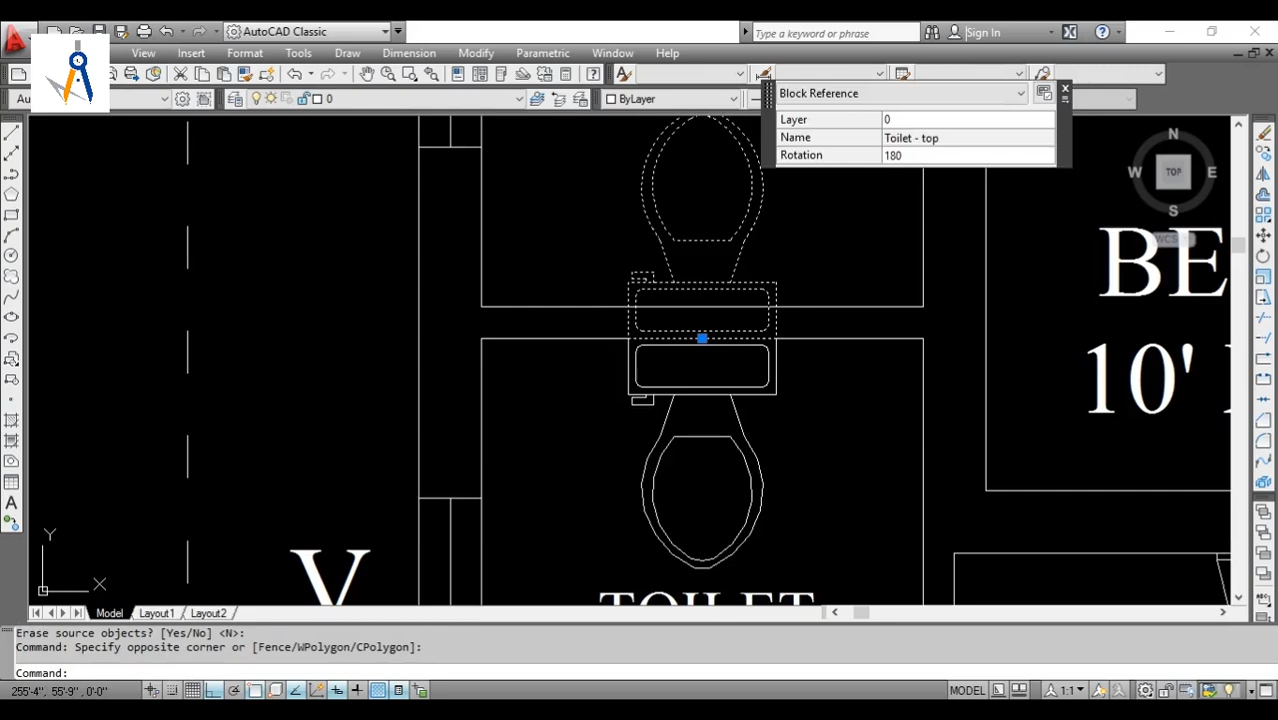 AutoCAD Classic
Type a keyword or phrase
Sign In
View Insert Format Tools Draw Dimension Modify Parametric Window Help
Au
0
ByLayer
Block Reference
Layer 0
Name Toilet - top
Rotation 180
N
W TOP E
S
WCS
BE
10'
V
TOILET
Y
X
Model Layout1 Layout2
Erase source objects? [Yes/No] <N>:
Command: Specify opposite corner or [Fence/WPolygon/CPolygon]:
Command:
255'-4", 55'-9", 0'-0"
MODEL
1:1